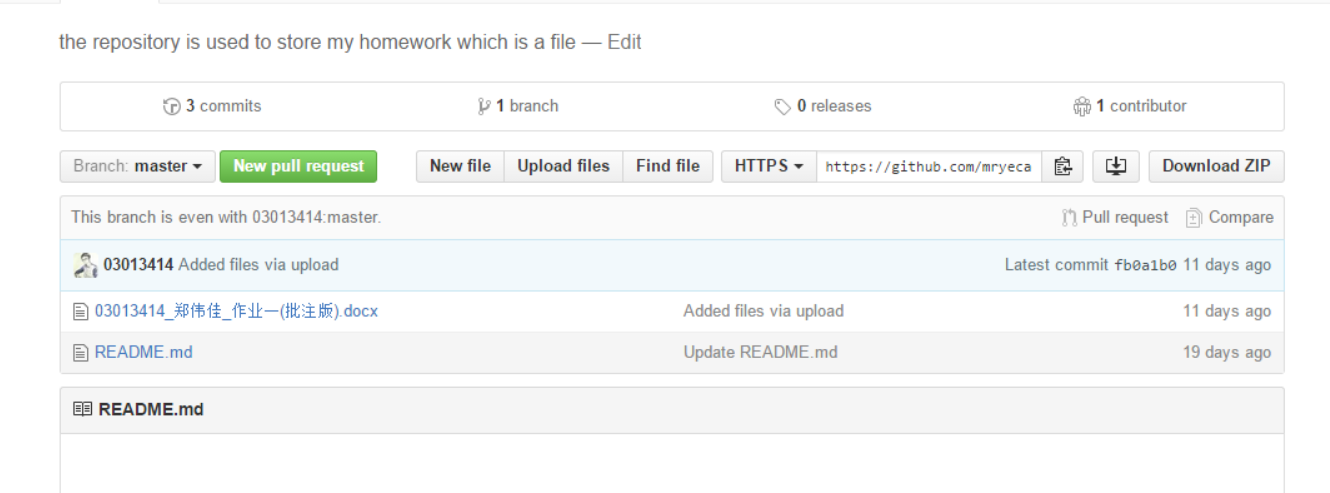 the repository is used to store my homework which is a file — Edit
3 commits 1 branch 0 releases 1 contributor
Branch: master New pull request New file Upload files Find file HTTPS https://github.com/mryeca Download ZIP
This branch is even with 03013414:master. Pull request Compare
03013414 Added files via upload Latest commit fb0a1b0 11 days ago
03013414_郑伟佳_作业一(批注版).docx Added files via upload 11 days ago
README.md Update README.md 19 days ago
README.md